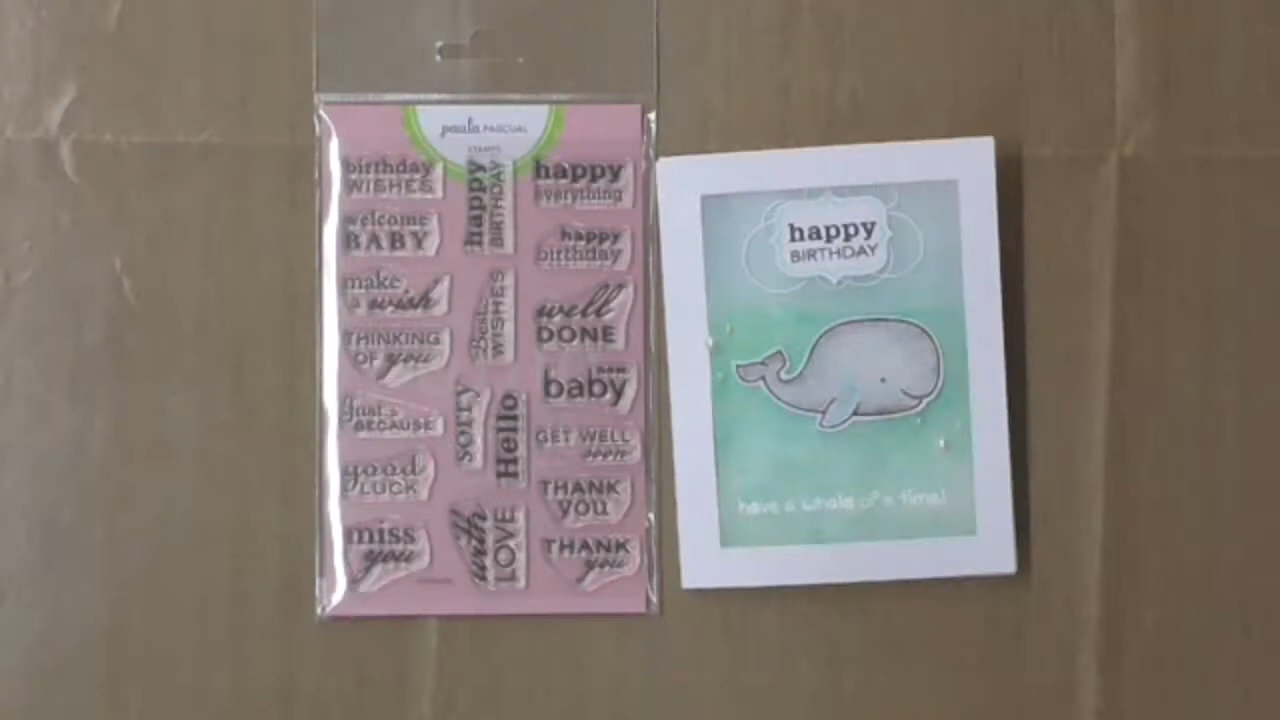 paula PASCUAL
STAMPS
birthday
WISHES
welcome
BABY
make
a wish
THINKING
OF you
Just
BECAUSE
good
LUCK
miss
you
happy
BIRTHDAY
Best
WISHES
sorry
Hello
with
LOVE
happy
everything
happy
birthday
well
DONE
new
baby
GET WELL
soon
THANK
you
THANK
you
happy
BIRTHDAY
have a whale of a time!